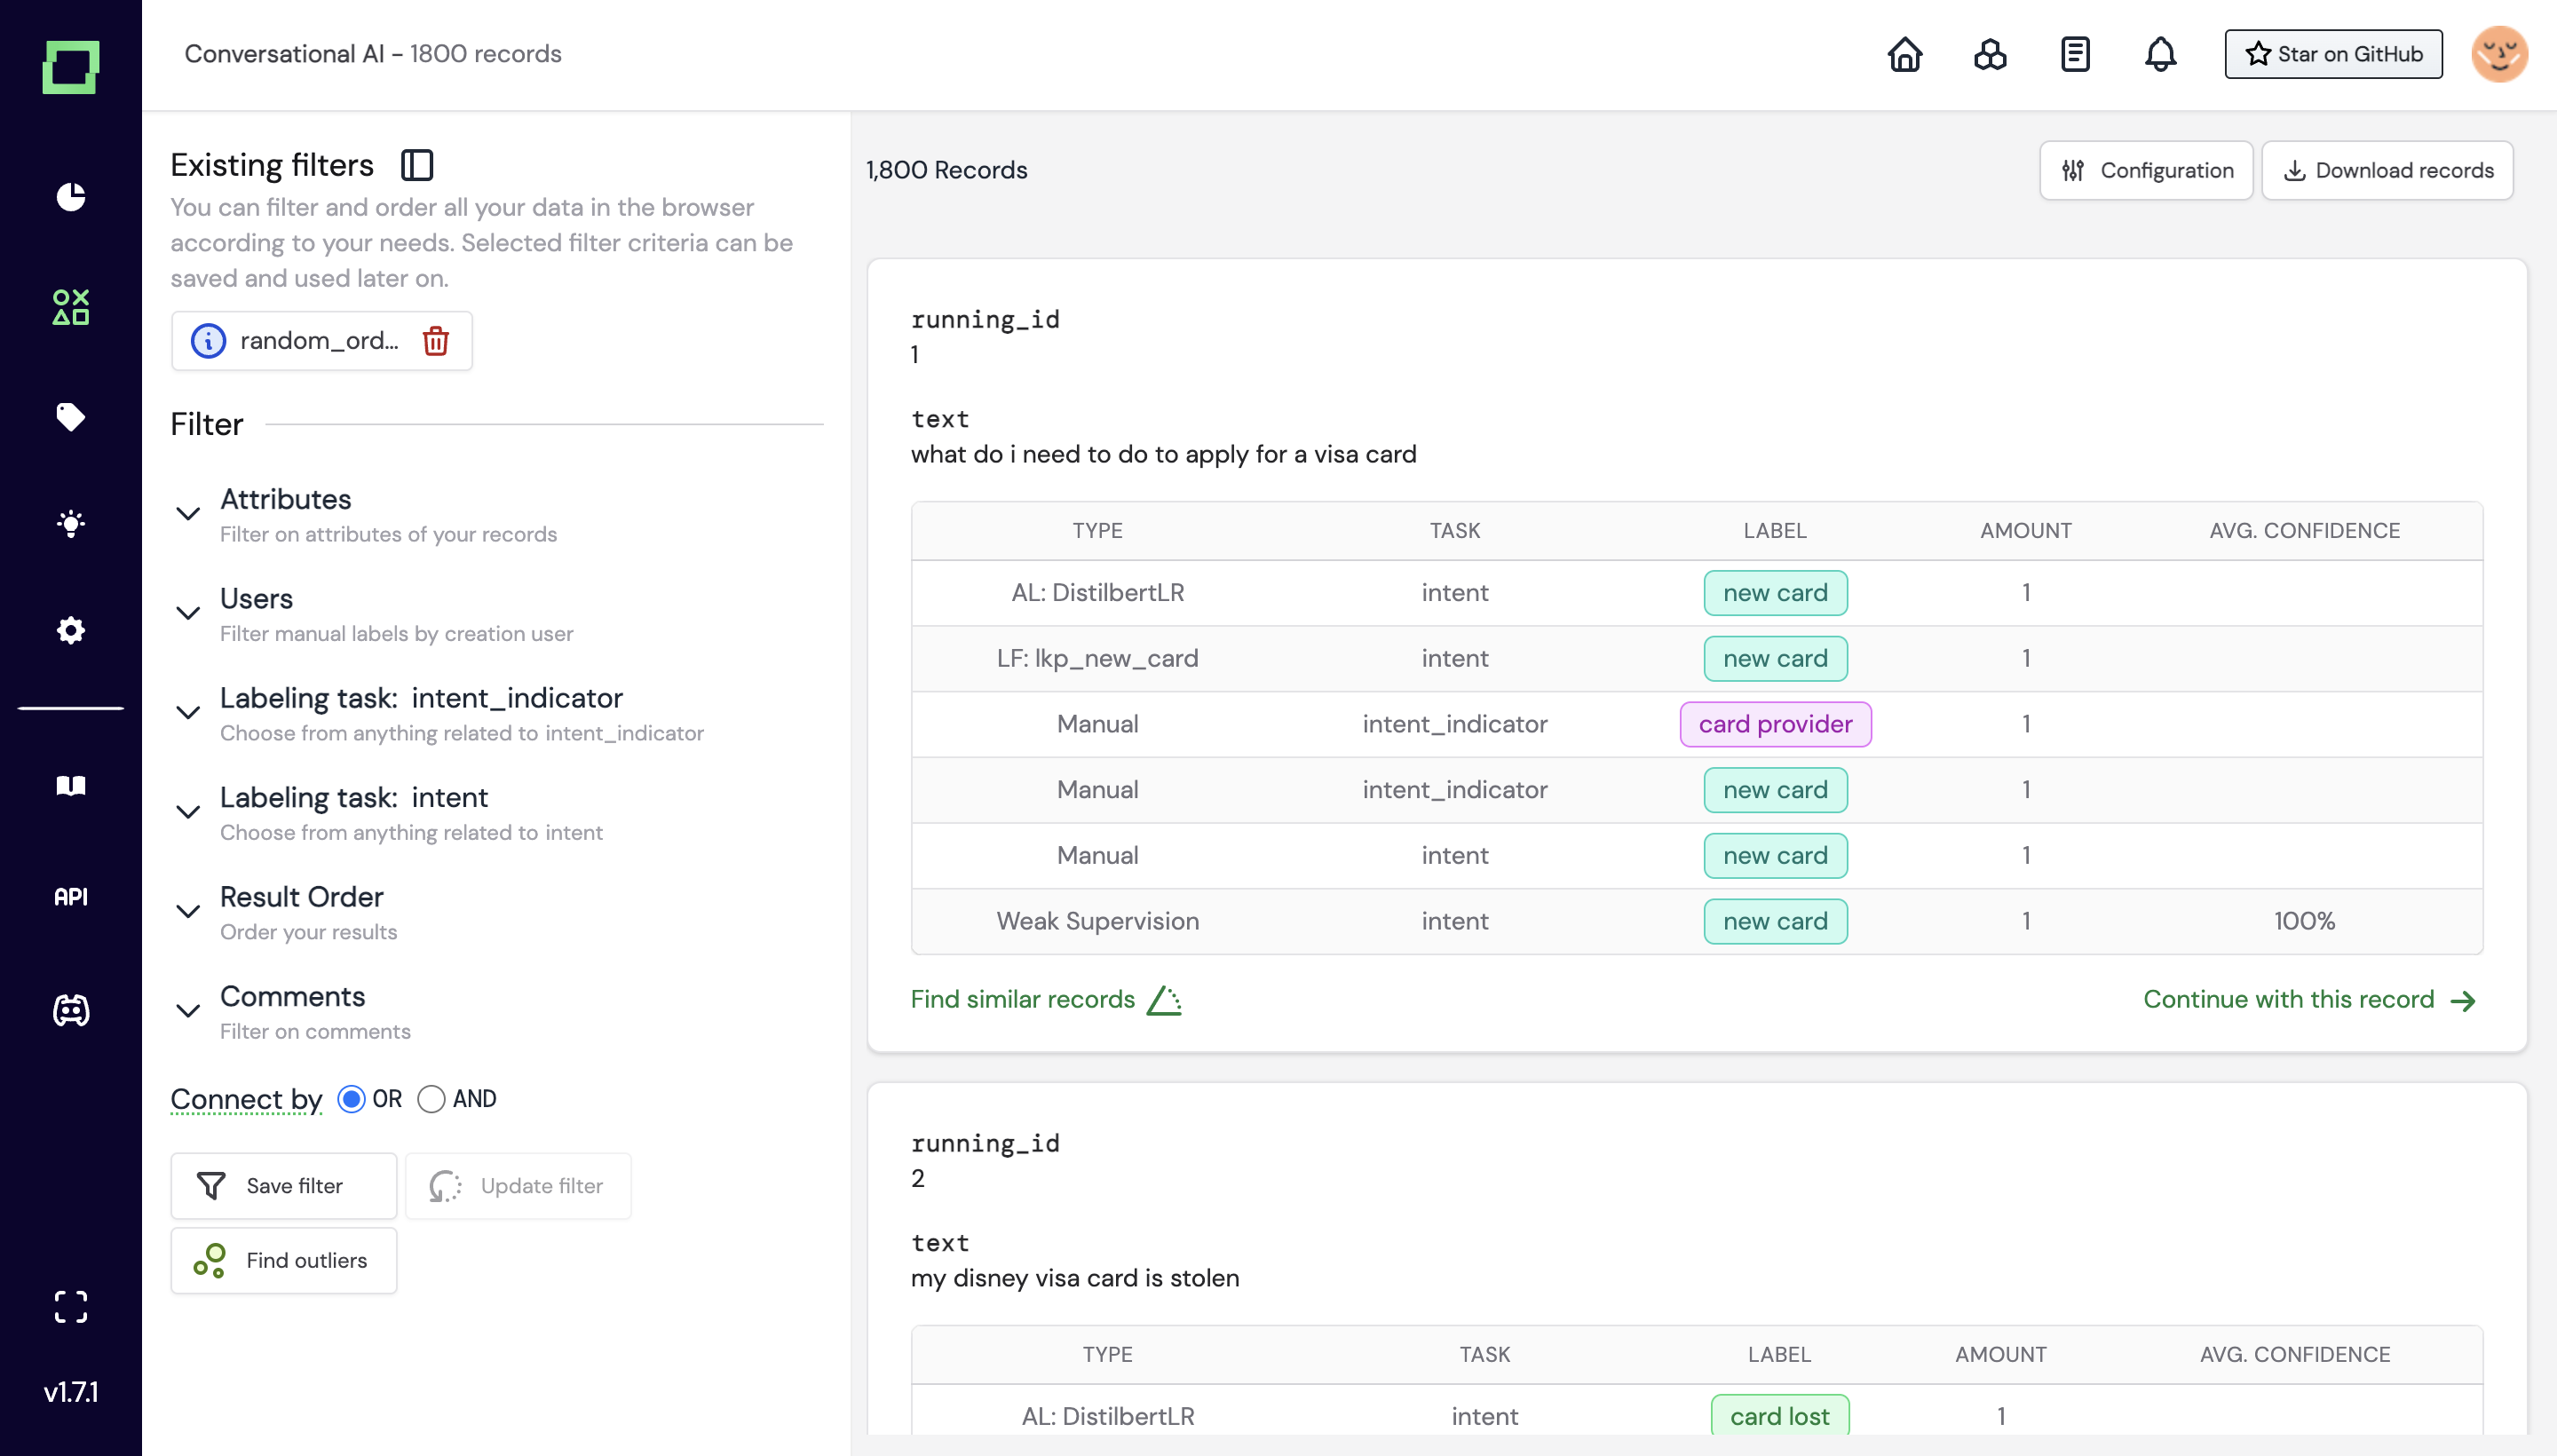 Conversational AI - 1800 records
Star on GitHub
API
v1.7.1
Existing filters
You can filter and order all your data in the browser
according to your needs. Selected filter criteria can be
saved and used later on.
random_ord...
Filter
Attributes
Filter on attributes of your records
Users
Filter manual labels by creation user
Labeling task: intent_indicator
Choose from anything related to intent_indicator
Labeling task: intent
Choose from anything related to intent
Result Order
Order your results
Comments
Filter on comments
Connect by OR AND
Save filter Update filter
Find outliers
1,800 Records
Configuration Download records
running_id
1
text
what do i need to do to apply for a visa card
TYPE TASK LABEL AMOUNT AVG. CONFIDENCE
AL: DistilbertLR intent new card 1
LF: lkp_new_card intent new card 1
Manual intent_indicator card provider 1
Manual intent_indicator new card 1
Manual intent new card 1
Weak Supervision intent new card 1 100%
Find similar records Continue with this record
running_id
2
text
my disney visa card is stolen
TYPE TASK LABEL AMOUNT AVG. CONFIDENCE
AL: DistilbertLR intent card lost 1